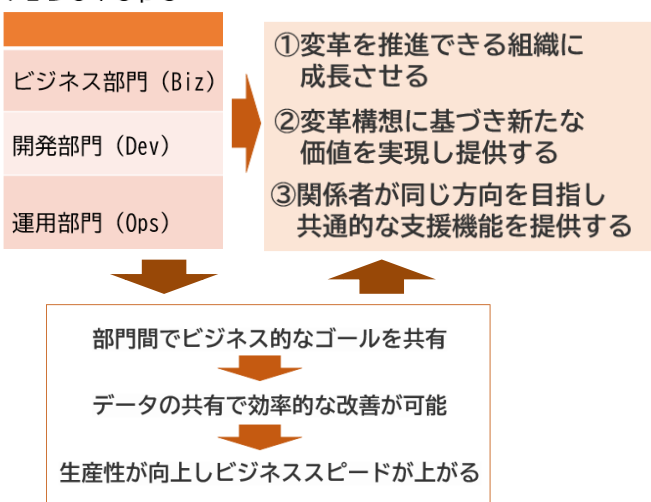 ビジネス部門（Biz）
開発部門（Dev）
運用部門（Ops）
①変革を推進できる組織に
成長させる
②変革構想に基づき新たな
価値を実現し提供する
③関係者が同じ方向を目指し
共通的な支援機能を提供する
部門間でビジネス的なゴールを共有
データの共有で効率的な改善が可能
生産性が向上しビジネススピードが上がる